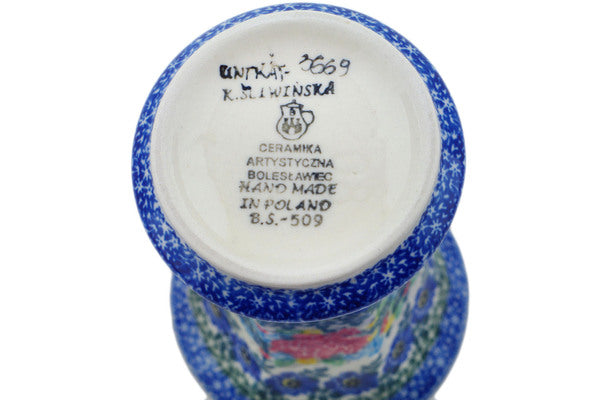 UNIKAT- 3669
K.ŚLIWIŃSKA
CERAMIKA
ARTYSTYCZNA
BOLESŁAWIEC
HAND MADE
IN POLAND
B.S.-509